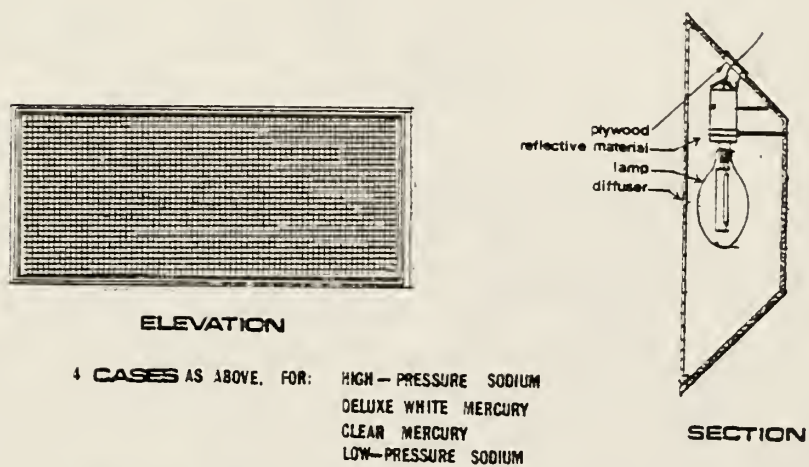 plywood
reflective material
lamp
diffuser
ELEVATION
4 CASES AS ABOVE, FOR: HIGH-PRESSURE SODIUM
DELUXE WHITE MERCURY
CLEAR MERCURY
LOW-PRESSURE SODIUM
SECTION